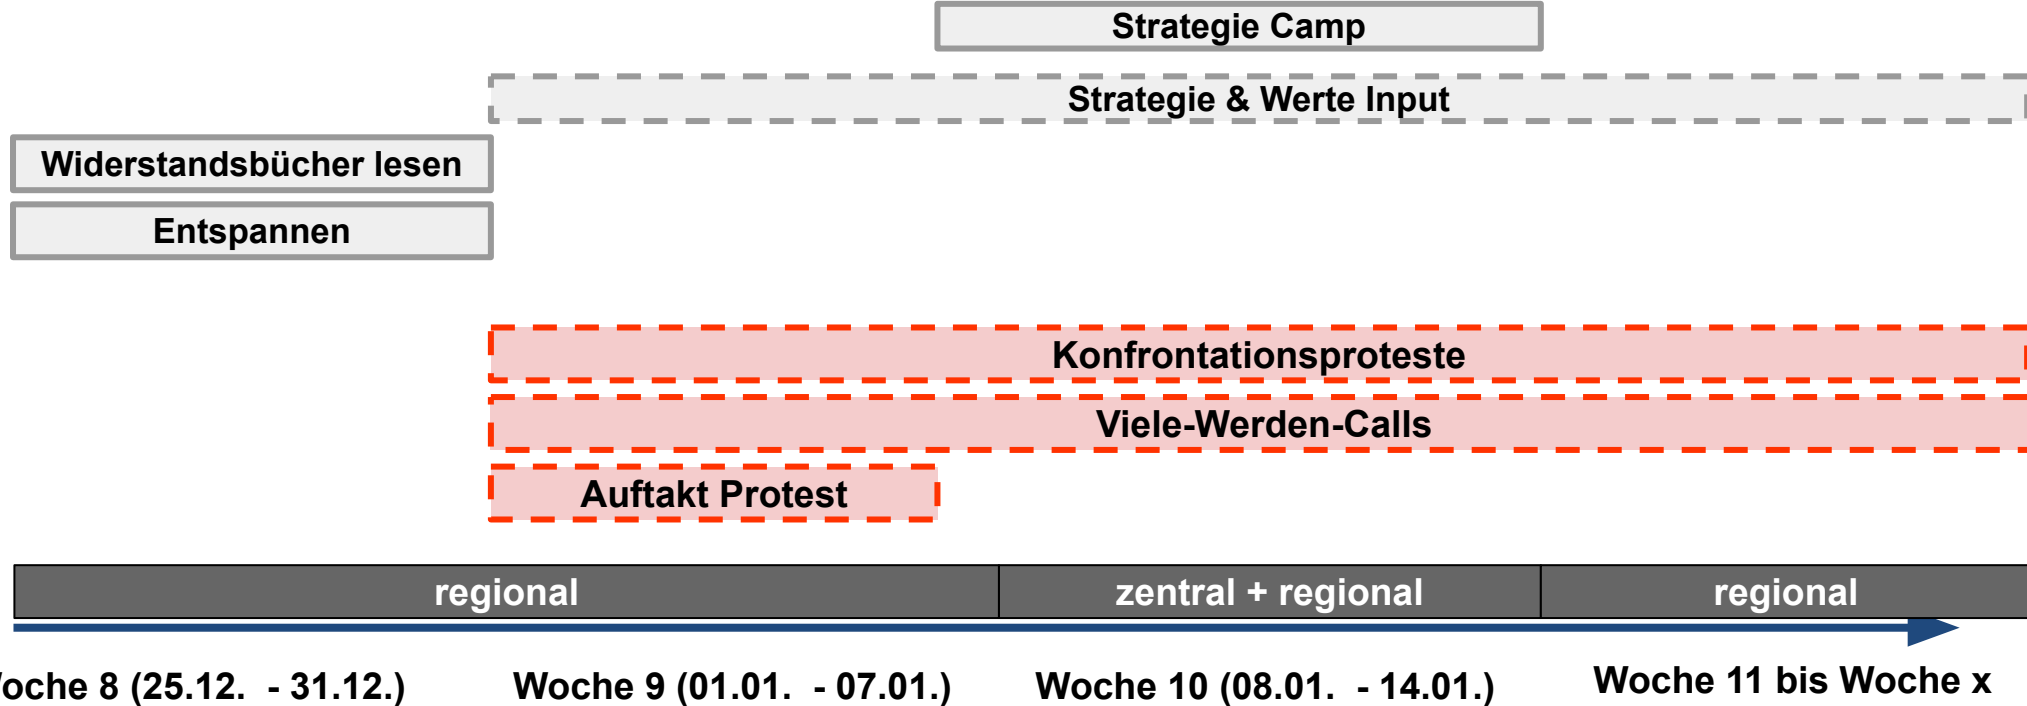 Strategie Camp
Strategie & Werte Input
Widerstandsbücher lesen
Entspannen
Konfrontationsproteste
Viele-Werden-Calls
Auftakt Protest
regional zentral + regional regional
oche 8 (25.12. - 31.12.) Woche 9 (01.01. - 07.01.) Woche 10 (08.01. - 14.01.) Woche 11 bis Woche x